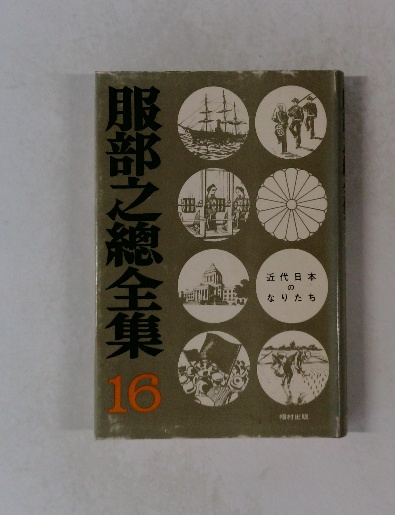 服部之總全集
16
近代日本
の
なりたち
福村出版